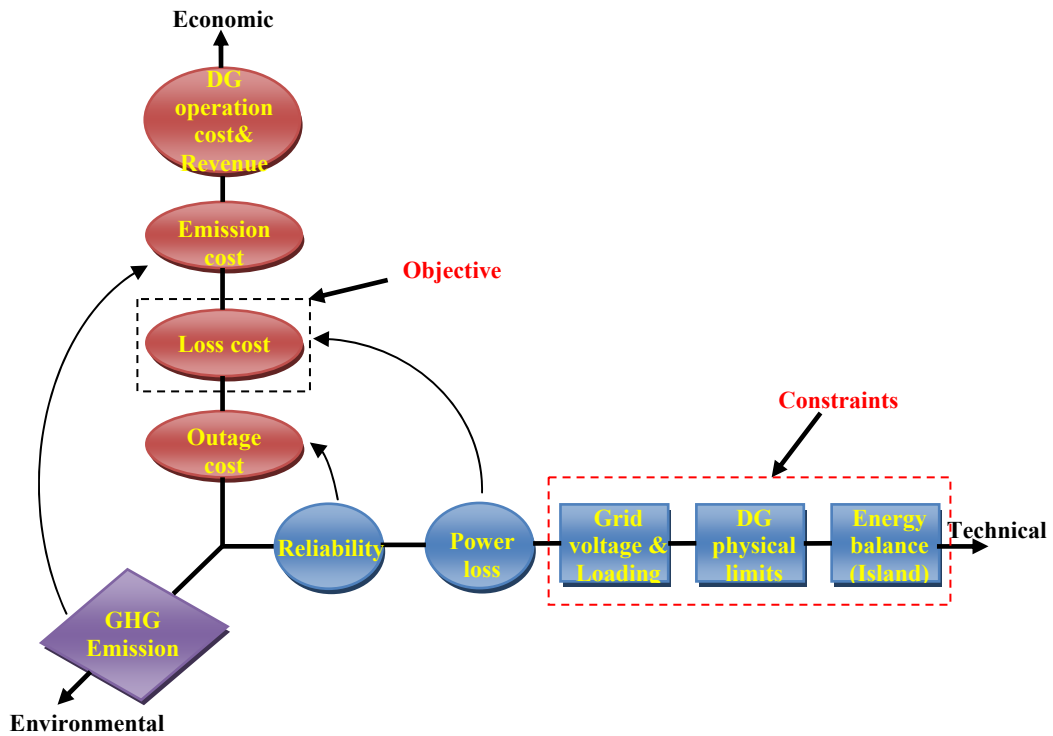 Economic
DG
operation
cost&
Revenue
Emission
cost
Objective
Loss cost
Constraints
Outage
cost
Reliability
Power
loss
Grid
voltage &
Loading
DG
physical
limits
Energy
balance
(Island)
Technical
GHG
Emission
Environmental